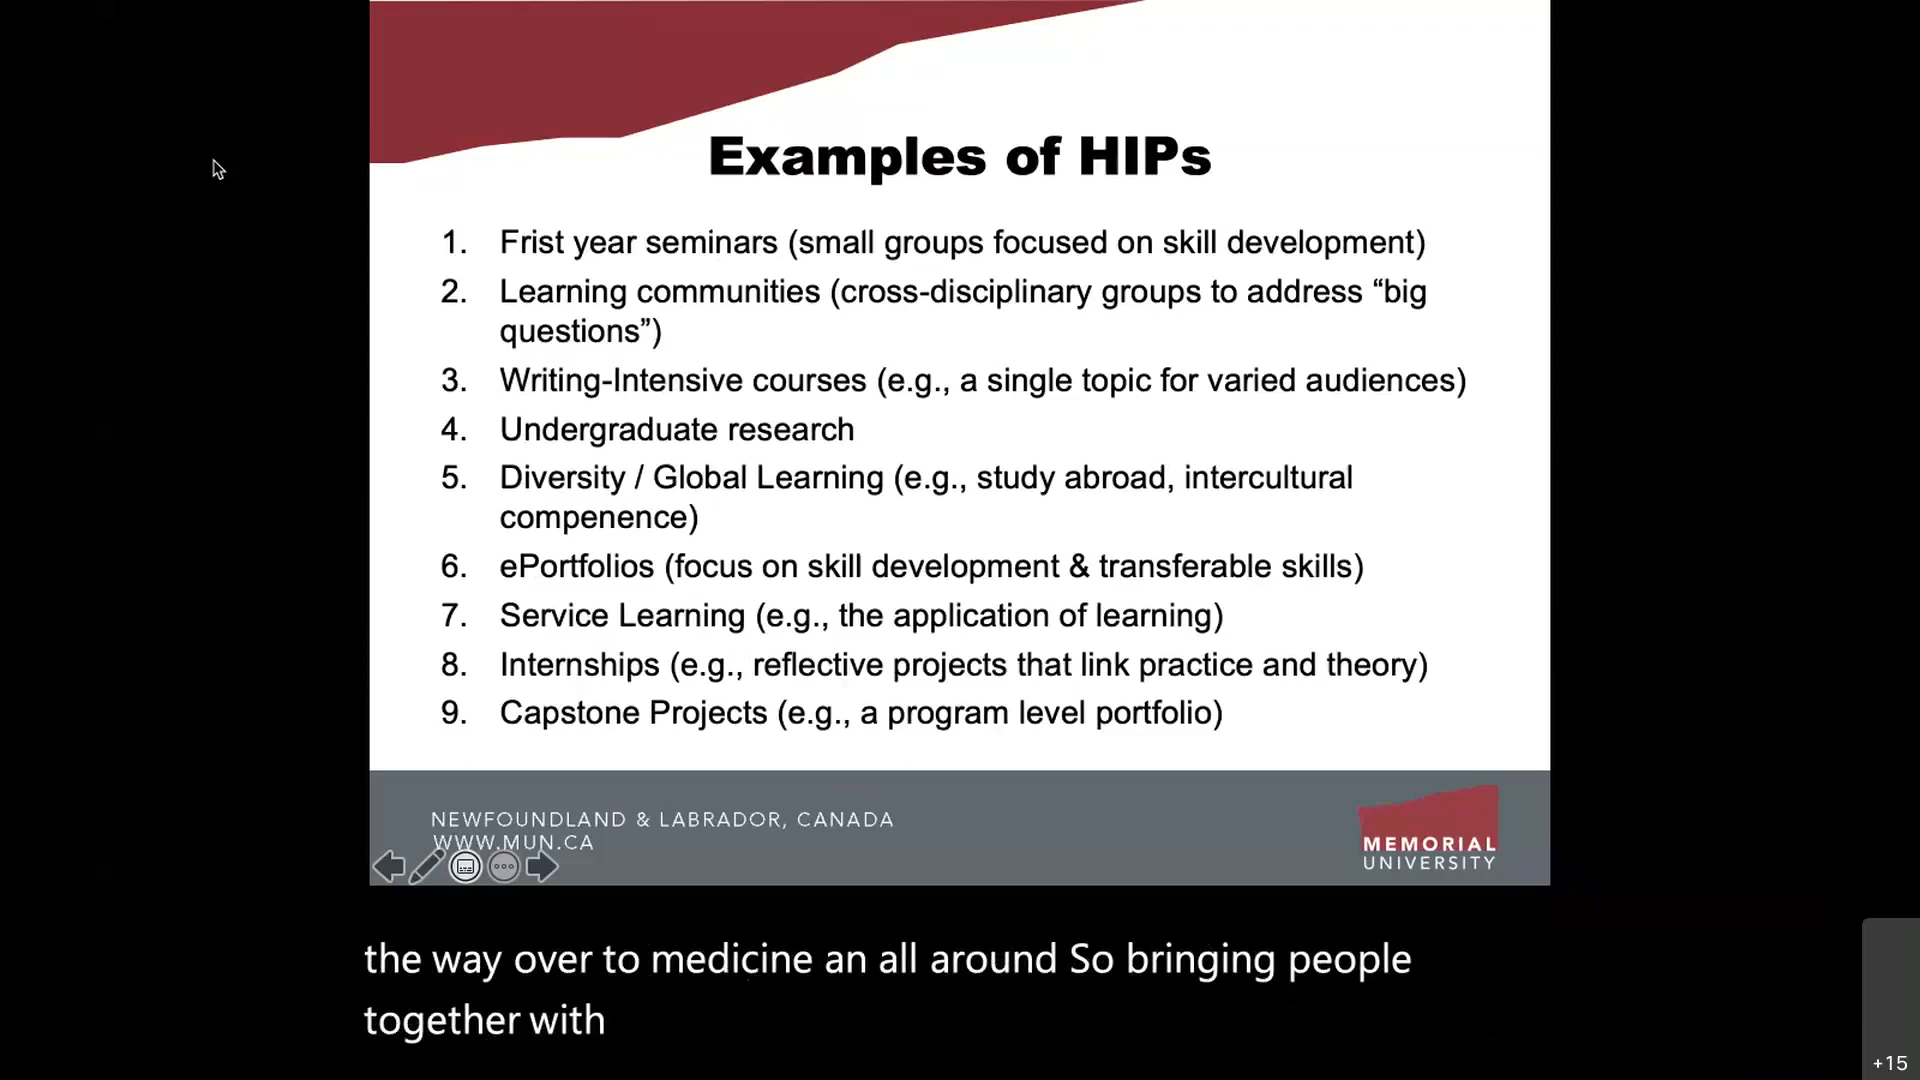 Examples of HIPs
1. Frist year seminars (small groups focused on skill development)
2. Learning communities (cross-disciplinary groups to address “big
questions”)
3. Writing-Intensive courses (e.g., a single topic for varied audiences)
4. Undergraduate research
5. Diversity / Global Learning (e.g., study abroad, intercultural
compenence)
6. ePortfolios (focus on skill development & transferable skills)
7. Service Learning (e.g., the application of learning)
8. Internships (e.g., reflective projects that link practice and theory)
9. Capstone Projects (e.g., a program level portfolio)
NEWFOUNDLAND & LABRADOR, CANADA
WWW.MUN.CA
MEMORIAL
UNIVERSITY
the way over to medicine an all around So bringing people
together with
+15